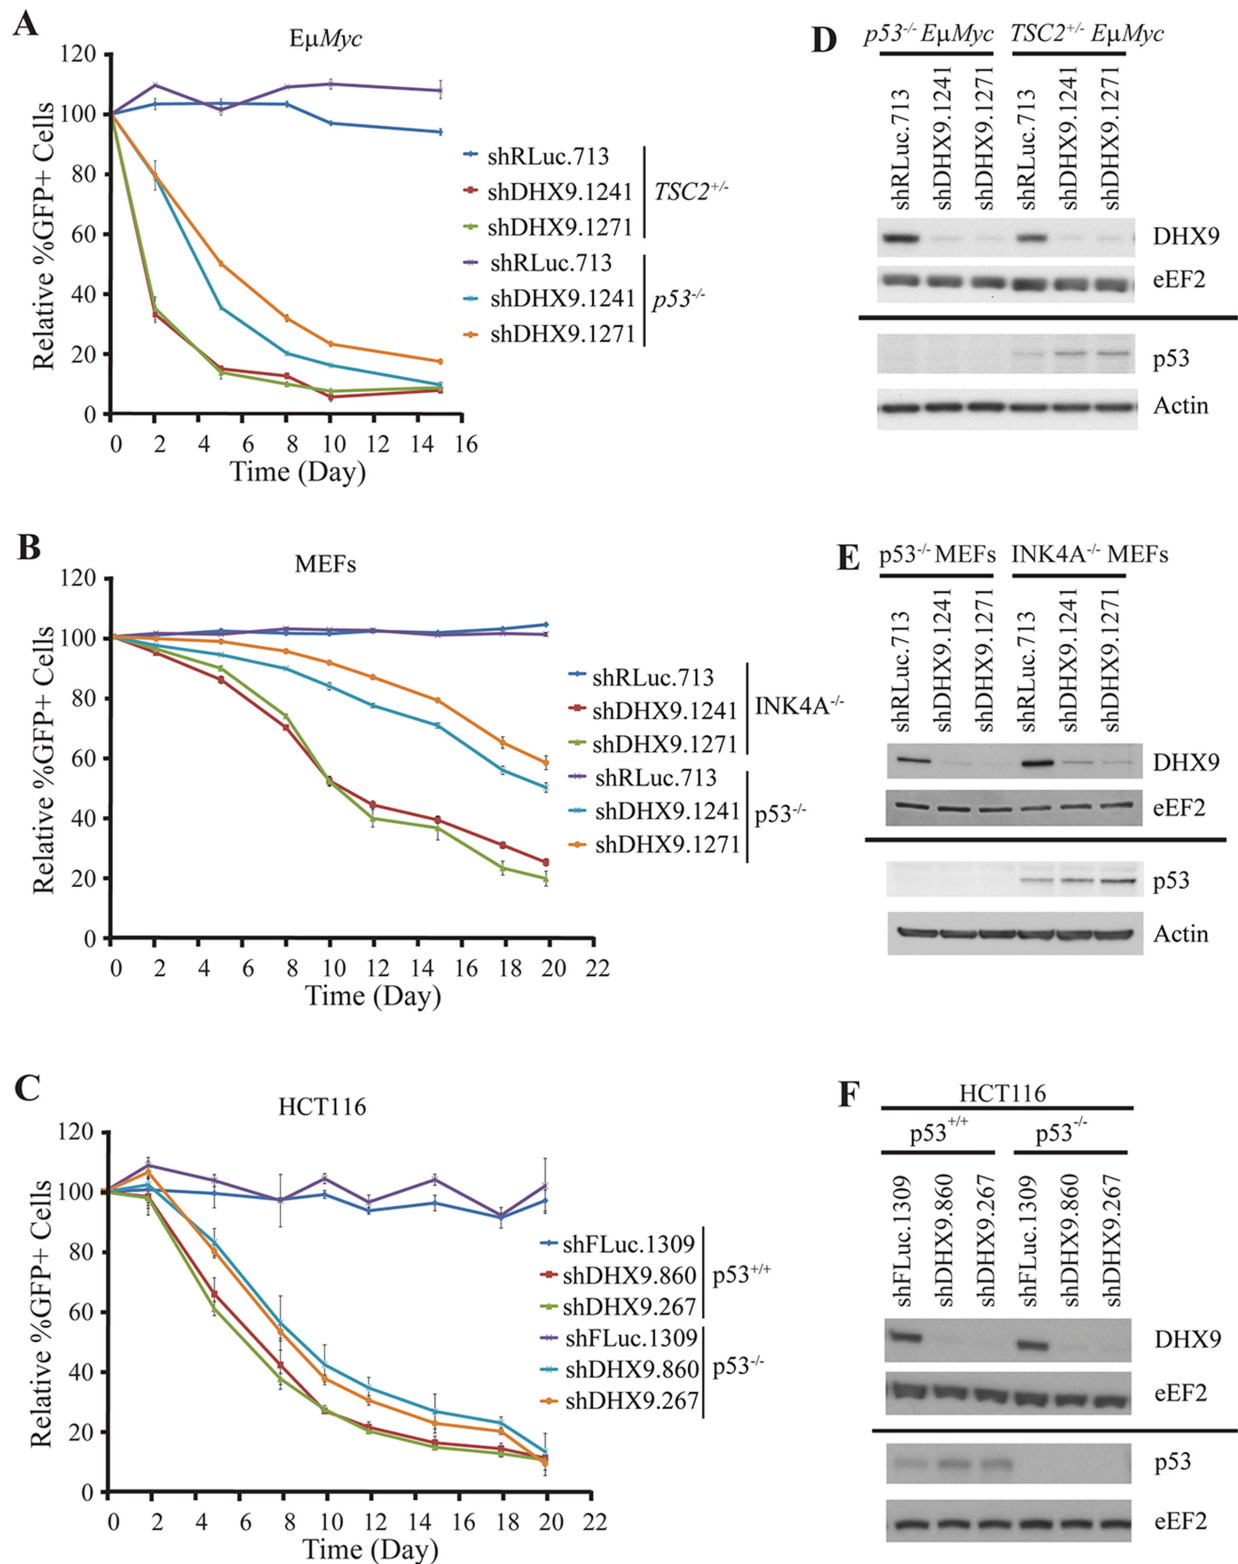 A
EμMyc
Relative %GFP+ Cells
120
100
80
60
40
20
0
0 2 4 6 8 10 12 14 16
Time (Day)
shRLuc.713
shDHX9.1241
shDHX9.1271
TSC2+/-
shRLuc.713
shDHX9.1241
shDHX9.1271
p53-/-
D
p53-/- EμMyc TSC2+/- EμMyc
shRLuc.713
shDHX9.1241
shDHX9.1271
shRLuc.713
shDHX9.1241
shDHX9.1271
DHX9
eEF2
p53
Actin
B
MEFs
Relative %GFP+ Cells
120
100
80
60
40
20
0
0 2 4 6 8 10 12 14 16 18 20 22
Time (Day)
shRLuc.713
shDHX9.1241
shDHX9.1271
INK4A-/-
shRLuc.713
shDHX9.1241
shDHX9.1271
p53-/-
E
p53-/- MEFs INK4A-/- MEFs
shRLuc.713
shDHX9.1241
shDHX9.1271
shRLuc.713
shDHX9.1241
shDHX9.1271
DHX9
eEF2
p53
Actin
C
HCT116
Relative %GFP+ Cells
120
100
80
60
40
20
0
0 2 4 6 8 10 12 14 16 18 20 22
Time (Day)
shFLuc.1309
shDHX9.860
shDHX9.267
p53+/+
shFLuc.1309
shDHX9.860
shDHX9.267
p53-/-
F
HCT116
p53+/+ p53-/-
shFLuc.1309
shDHX9.860
shDHX9.267
shFLuc.1309
shDHX9.860
shDHX9.267
DHX9
eEF2
p53
eEF2